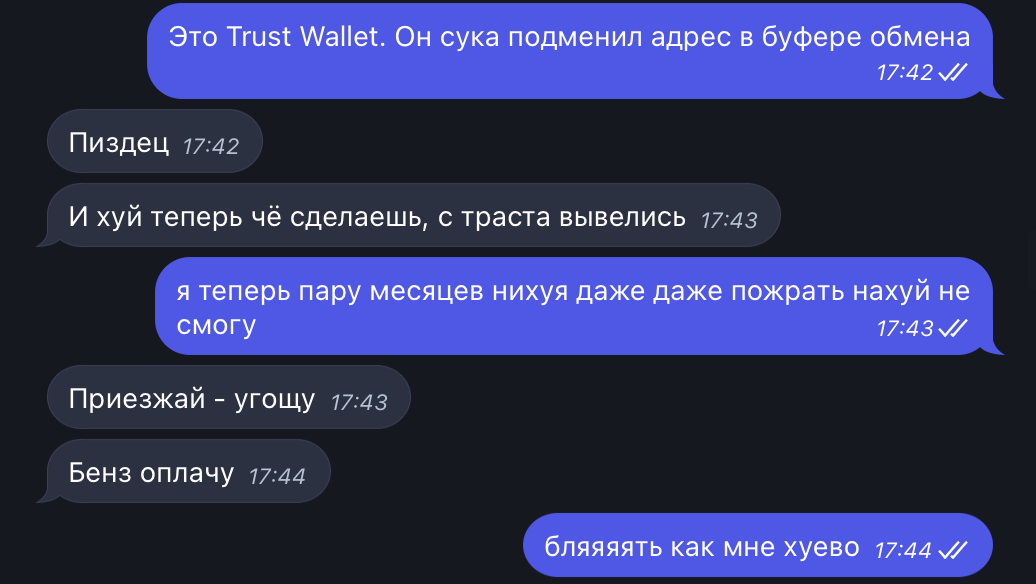 Это Trust Wallet. Он сука подменил адрес в буфере обмена
17:42
Пиздец 17:42
И хуй теперь чё сделаешь, с траста вывелись 17:43
я теперь пару месяцев нихуя даже даже пожрать нахуй не
смогу 17:43
Приезжай - угощу 17:43
Бенз оплачу 17:44
бляяяять как мне хуево 17:44